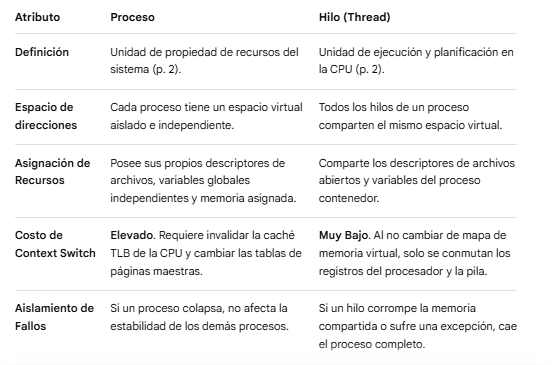 Atributo Proceso Hilo (Thread)
Definición Unidad de propiedad de recursos del Unidad de ejecución y planificación en
sistema (p. 2). la CPU (p. 2).
Espacio de Cada proceso tiene un espacio virtual Todos los hilos de un proceso
direcciones aislado e independiente. comparten el mismo espacio virtual.
Asignación de Posee sus propios descriptores de Comparte los descriptores de archivos
Recursos archivos, variables globales abiertos y variables del proceso
independientes y memoria asignada. contenedor.
Costo de Elevado. Requiere invalidar la caché Muy Bajo. Al no cambiar de mapa de
Context Switch TLB de la CPU y cambiar las tablas de memoria virtual, solo se conmutan los
páginas maestras. registros del procesador y la pila.
Aislamiento de Si un proceso colapsa, no afecta la Si un hilo corrompe la memoria
Fallos estabilidad de los demás procesos. compartida o sufre una excepción, cae
el proceso completo.